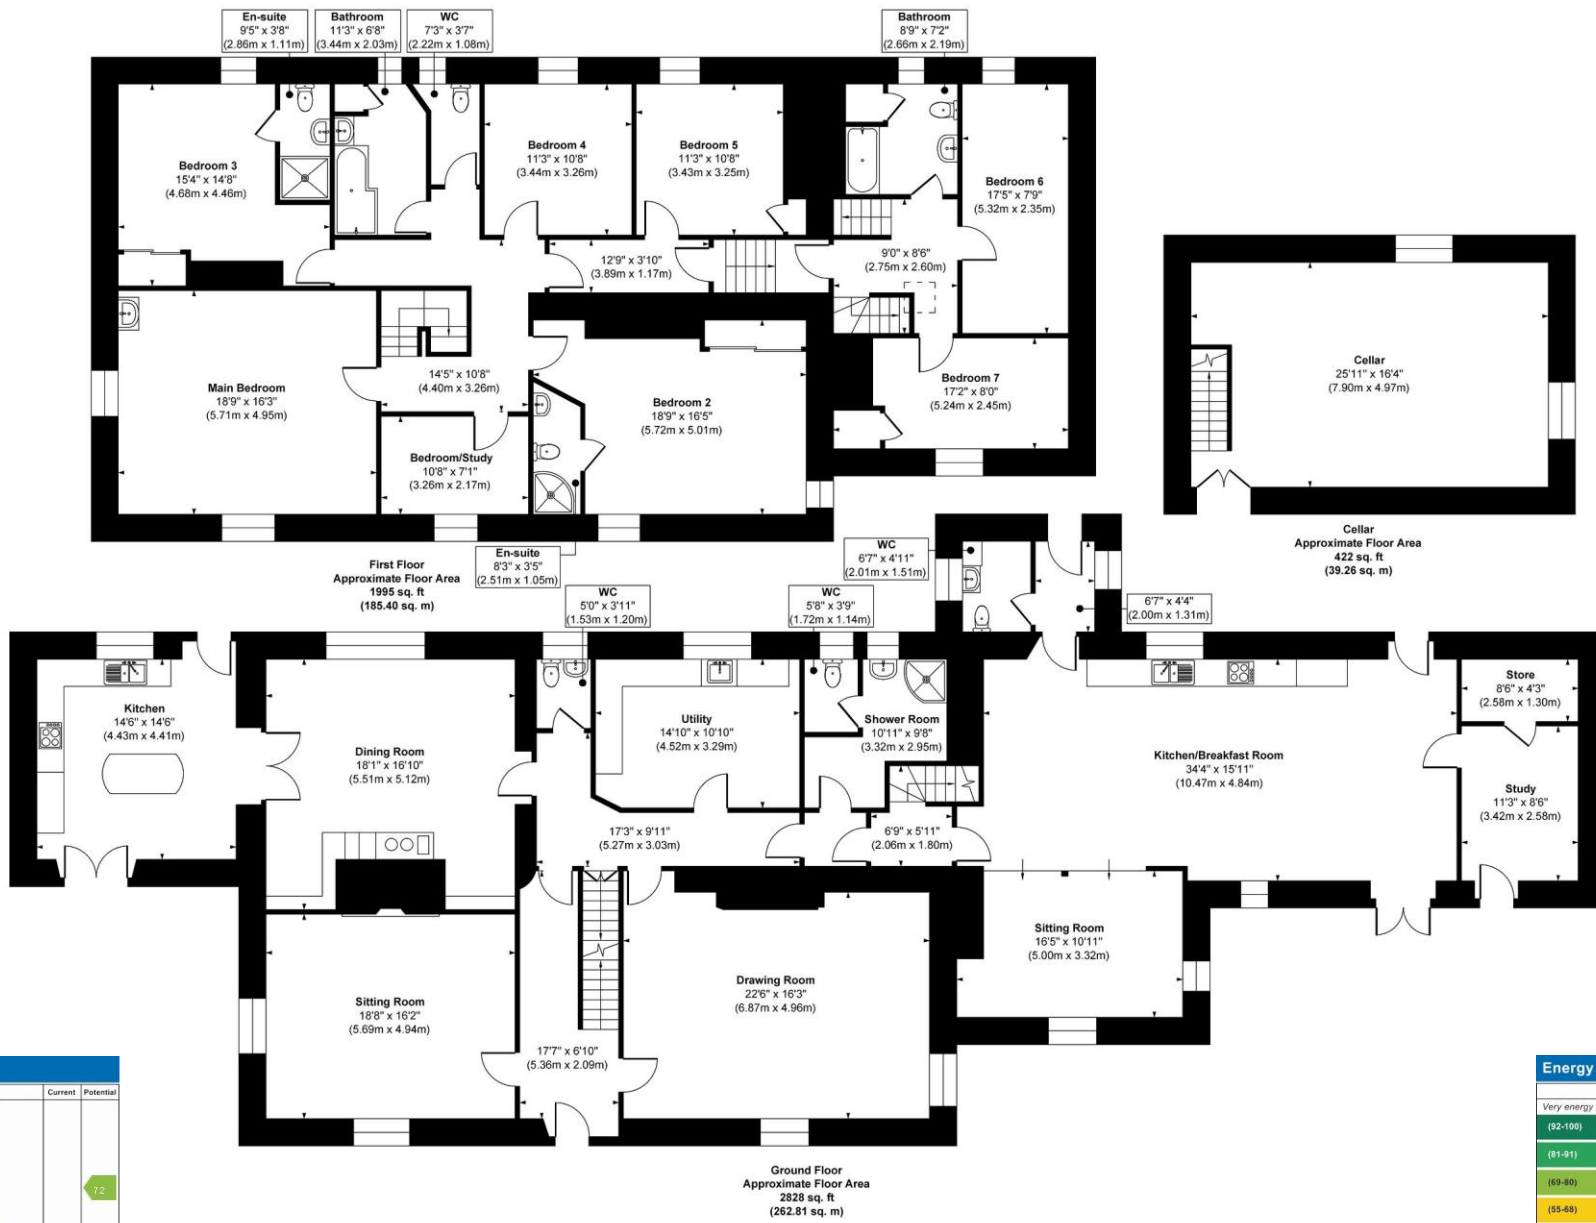 En-suite
9'5" x 3'8"
(2.86m x 1.11m)
Bathroom
11'3" x 6'8"
(3.44m x 2.03m)
WC
7'3" x 3'7"
(2.22m x 1.08m)
Bathroom
8'9" x 7'2"
(2.66m x 2.19m)
Bedroom 3
15'4" x 14'8"
(4.68m x 4.46m)
Bedroom 4
11'3" x 10'8"
(3.44m x 3.26m)
Bedroom 5
11'3" x 10'8"
(3.43m x 3.25m)
Bedroom 6
17'5" x 7'9"
(5.32m x 2.35m)
12'9" x 3'10"
(3.89m x 1.17m)
9'0" x 8'6"
(2.75m x 2.60m)
Main Bedroom
18'9" x 16'3"
(5.71m x 4.95m)
14'5" x 10'8"
(4.40m x 3.26m)
Bedroom 2
18'9" x 16'5"
(5.72m x 5.01m)
Bedroom 7
17'2" x 8'0"
(5.24m x 2.45m)
Bedroom/Study
10'8" x 7'1"
(3.26m x 2.17m)
Cellar
25'11" x 16'4"
(7.90m x 4.97m)
First Floor
Approximate Floor Area
1995 sq. ft
(185.40 sq. m)
En-suite
8'3" x 3'5"
(2.51m x 1.05m)
Cellar
Approximate Floor Area
422 sq. ft
(39.26 sq. m)
WC
5'0" x 3'11"
(1.53m x 1.20m)
WC
5'8" x 3'9"
(1.72m x 1.14m)
WC
6'7" x 4'11"
(2.01m x 1.51m)
6'7" x 4'4"
(2.00m x 1.31m)
Kitchen
14'6" x 14'6"
(4.43m x 4.41m)
Dining Room
18'1" x 16'10"
(5.51m x 5.12m)
Utility
14'10" x 10'10"
(4.52m x 3.29m)
Shower Room
10'11" x 9'8"
(3.32m x 2.95m)
Kitchen/Breakfast Room
34'4" x 15'11"
(10.47m x 4.84m)
Store
8'6" x 4'3"
(2.58m x 1.30m)
Study
11'3" x 8'6"
(3.42m x 2.58m)
17'3" x 9'11"
(5.27m x 3.03m)
6'9" x 5'11"
(2.06m x 1.80m)
Sitting Room
16'5" x 10'11"
(5.00m x 3.32m)
Sitting Room
18'8" x 16'2"
(5.69m x 4.94m)
Drawing Room
22'6" x 16'3"
(6.87m x 4.96m)
17'7" x 6'10"
(5.36m x 2.09m)
Ground Floor
Approximate Floor Area
2828 sq. ft
(262.81 sq. m)
Current Potential
72
Energy
Very energy
(92-100)
(81-91)
(69-80)
(55-68)